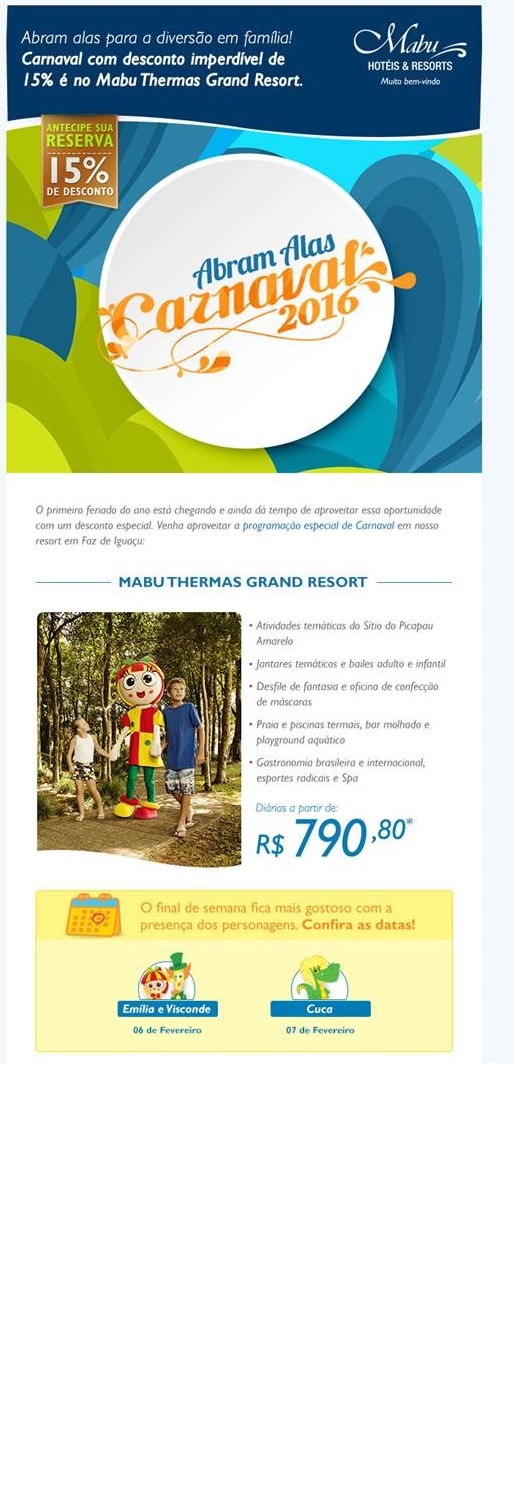 Abram alas para a diversão em família!
Carnaval com desconto imperdível de
15% é no Mabu Thermas Grand Resort.
Mabu
HOTÉIS & RESORTS
Muito bem-vindo
ANTECIPE SUA
RESERVA
15%
DE DESCONTO
Abram Alas
Carnaval
2016
O primeiro feriado do ano está chegando e ainda dá tempo de aproveitar essa oportunidade
com um desconto especial. Venha aproveitar a programação especial de Carnaval em nosso
resort em Foz de Iguaçu:
MABU THERMAS GRAND RESORT
• Atividades temáticas do Sitio do Picapau
Amarelo
• Jantares temáticos e bailes adulto e infantil
• Desfile de fantasia e oficina de confecção
de máscaras
• Praia e piscinas termais, bar molhado e
playground aquático
• Gastronomia brasileira e internacional,
esportes radicais e Spa
Diárias a partir de:
R$ 790,80*
O final de semana fica mais gostoso com a
presença dos personagens. Confira as datas!
Emília e Visconde
06 de Fevereiro
Cuca
07 de Fevereiro